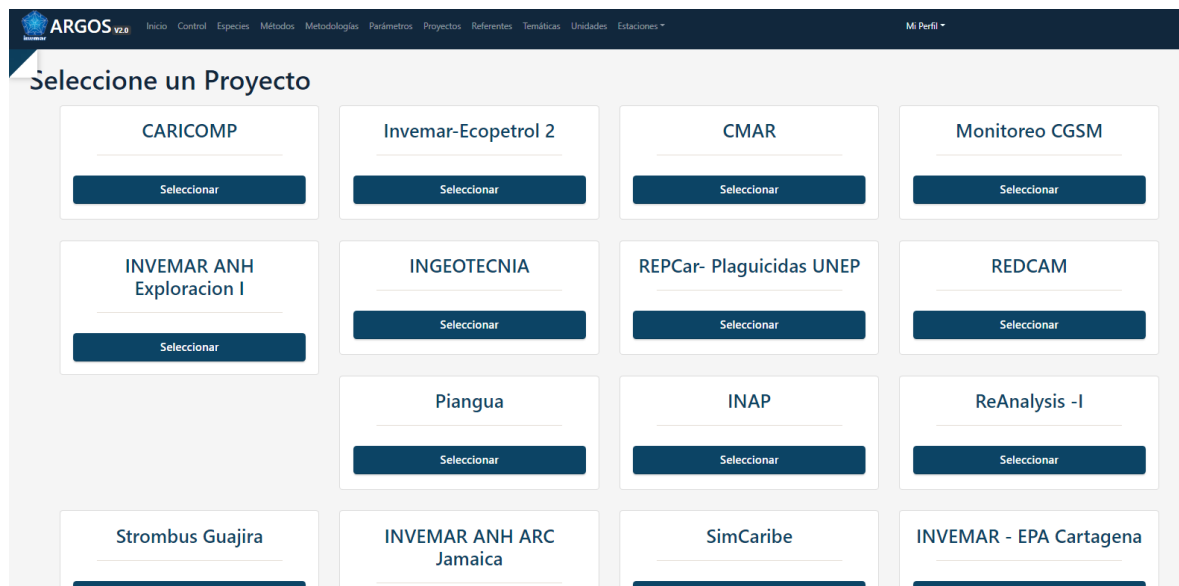 invemar
ARGOS V2.0 Inicio Control Especies Métodos Metodologías Parámetros Proyectos Referentes Temáticas Unidades Estaciones Mi Perfil
Seleccione un Proyecto
CARICOMP
Seleccionar
Invemar-Ecopetrol 2
Seleccionar
CMAR
Seleccionar
Monitoreo CGSM
Seleccionar
INVEMAR ANH
Exploracion I
Seleccionar
INGEOTECNIA
Seleccionar
REPCar- Plaguicidas UNEP
Seleccionar
REDCAM
Seleccionar
Piangua
Seleccionar
INAP
Seleccionar
ReAnalysis -I
Seleccionar
Strombus Guajira
INVEMAR ANH ARC
Jamaica
SimCaribe
INVEMAR - EPA Cartagena